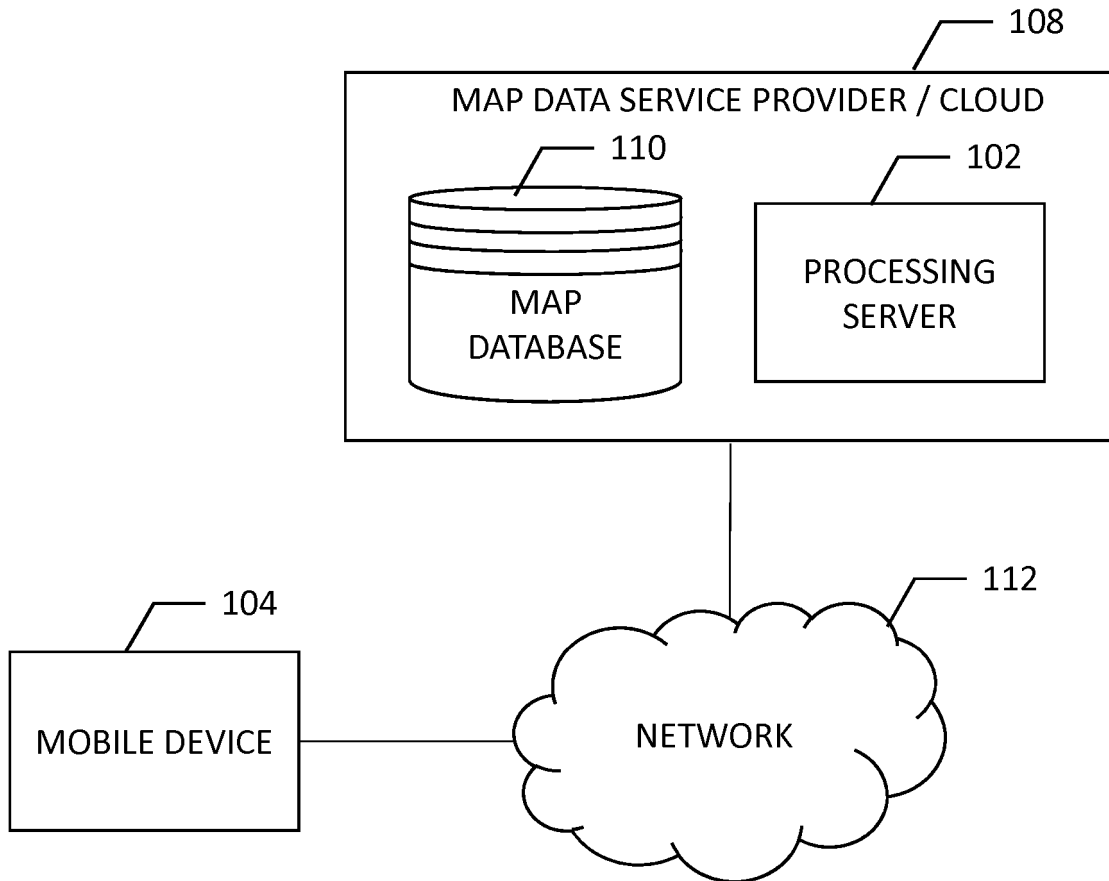 108
MAP DATA SERVICE PROVIDER / CLOUD
110
102
MAP
DATABASE
PROCESSING
SERVER
112
104
MOBILE DEVICE
NETWORK